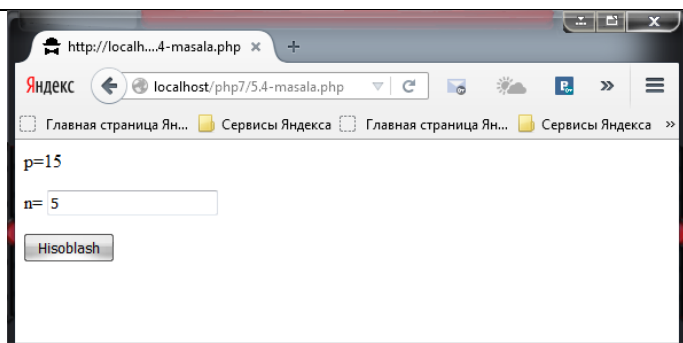 http://localh....4-masala.php × +
Яндекс localhost/php7/5.4-masala.php
Главная страница Ян... Сервисы Яндекса Главная страница Ян... Сервисы Яндекса »
p=15
n= 5
Hisoblash